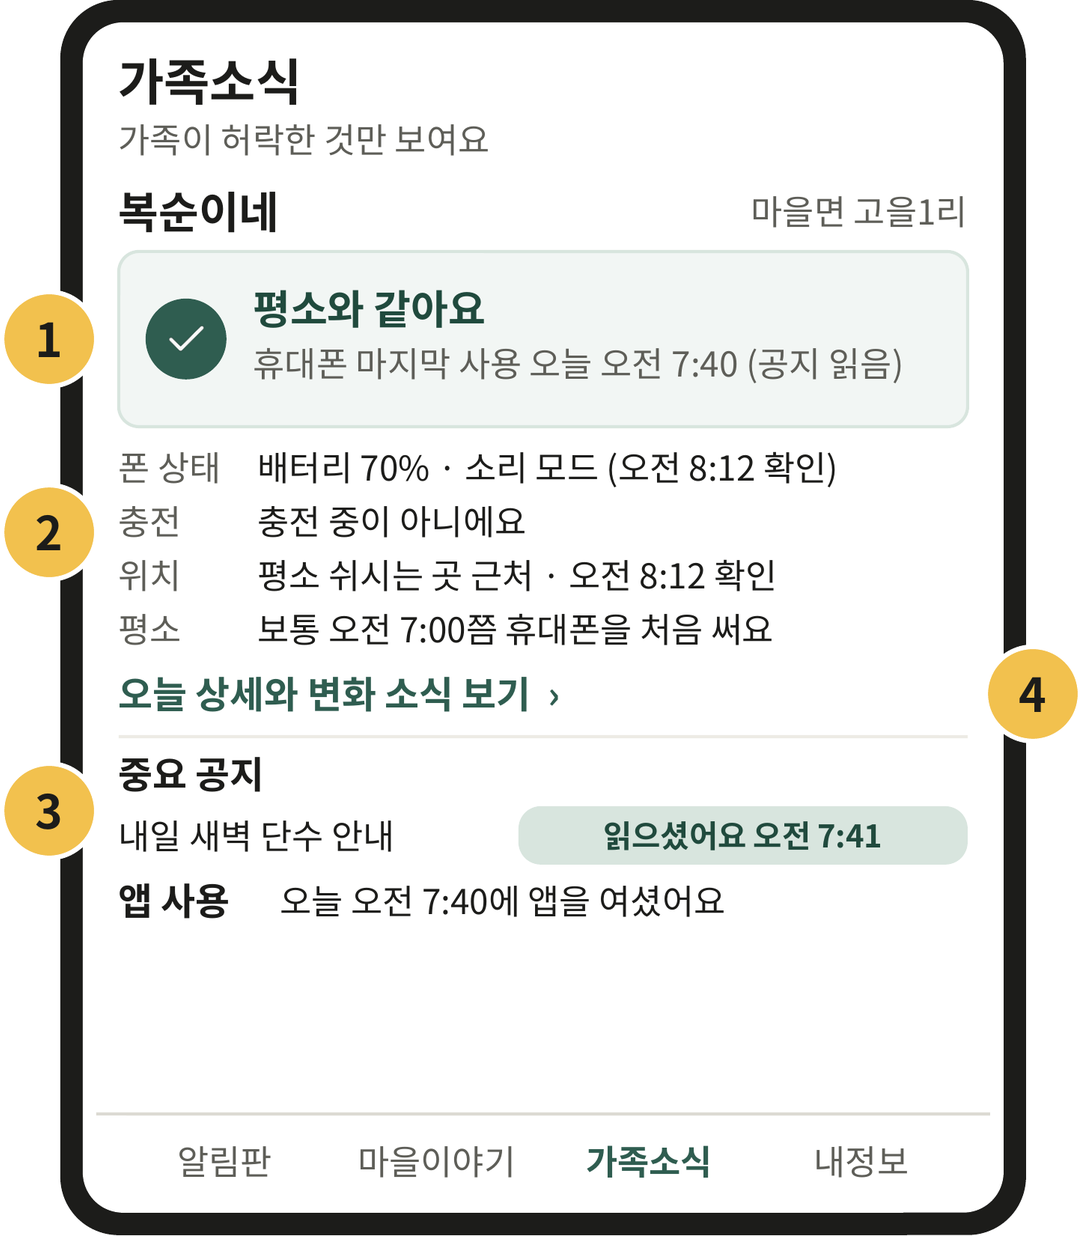 가족소식
가족이 허락한 것만 보여요
복순이네 마을면 고을1리
1
평소와 같아요
휴대폰 마지막 사용 오늘 오전 7:40 (공지 읽음)
폰 상태 배터리 70% · 소리 모드 (오전 8:12 확인)
2
충전 충전 중이 아니에요
위치 평소 쉬시는 곳 근처 · 오전 8:12 확인
평소 보통 오전 7:00쯤 휴대폰을 처음 써요
오늘 상세와 변화 소식 보기 ›
4
중요 공지
3
내일 새벽 단수 안내 읽으셨어요 오전 7:41
앱 사용 오늘 오전 7:40에 앱을 여셨어요
알림판 마을이야기 가족소식 내정보